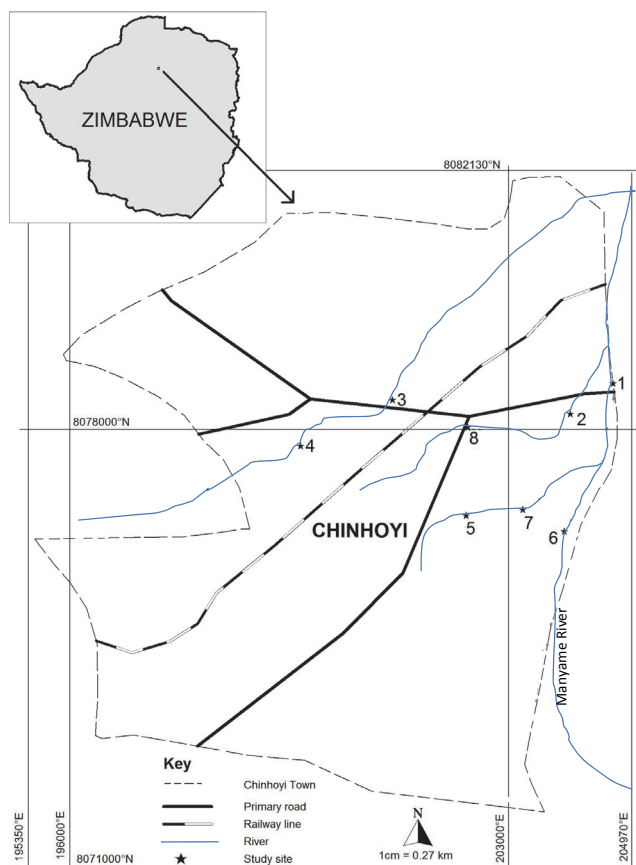 ZIMBABWE
8082130°N
1
3
2
8078000°N
8
4
CHINHOYI
5
7
6
Manyame River
Key
Chinhoyi Town
Primary road
Railway line
River
Study site
N
1cm = 0.27 km
8071000°N
195350°E
196000°E
203000°E
204970°E